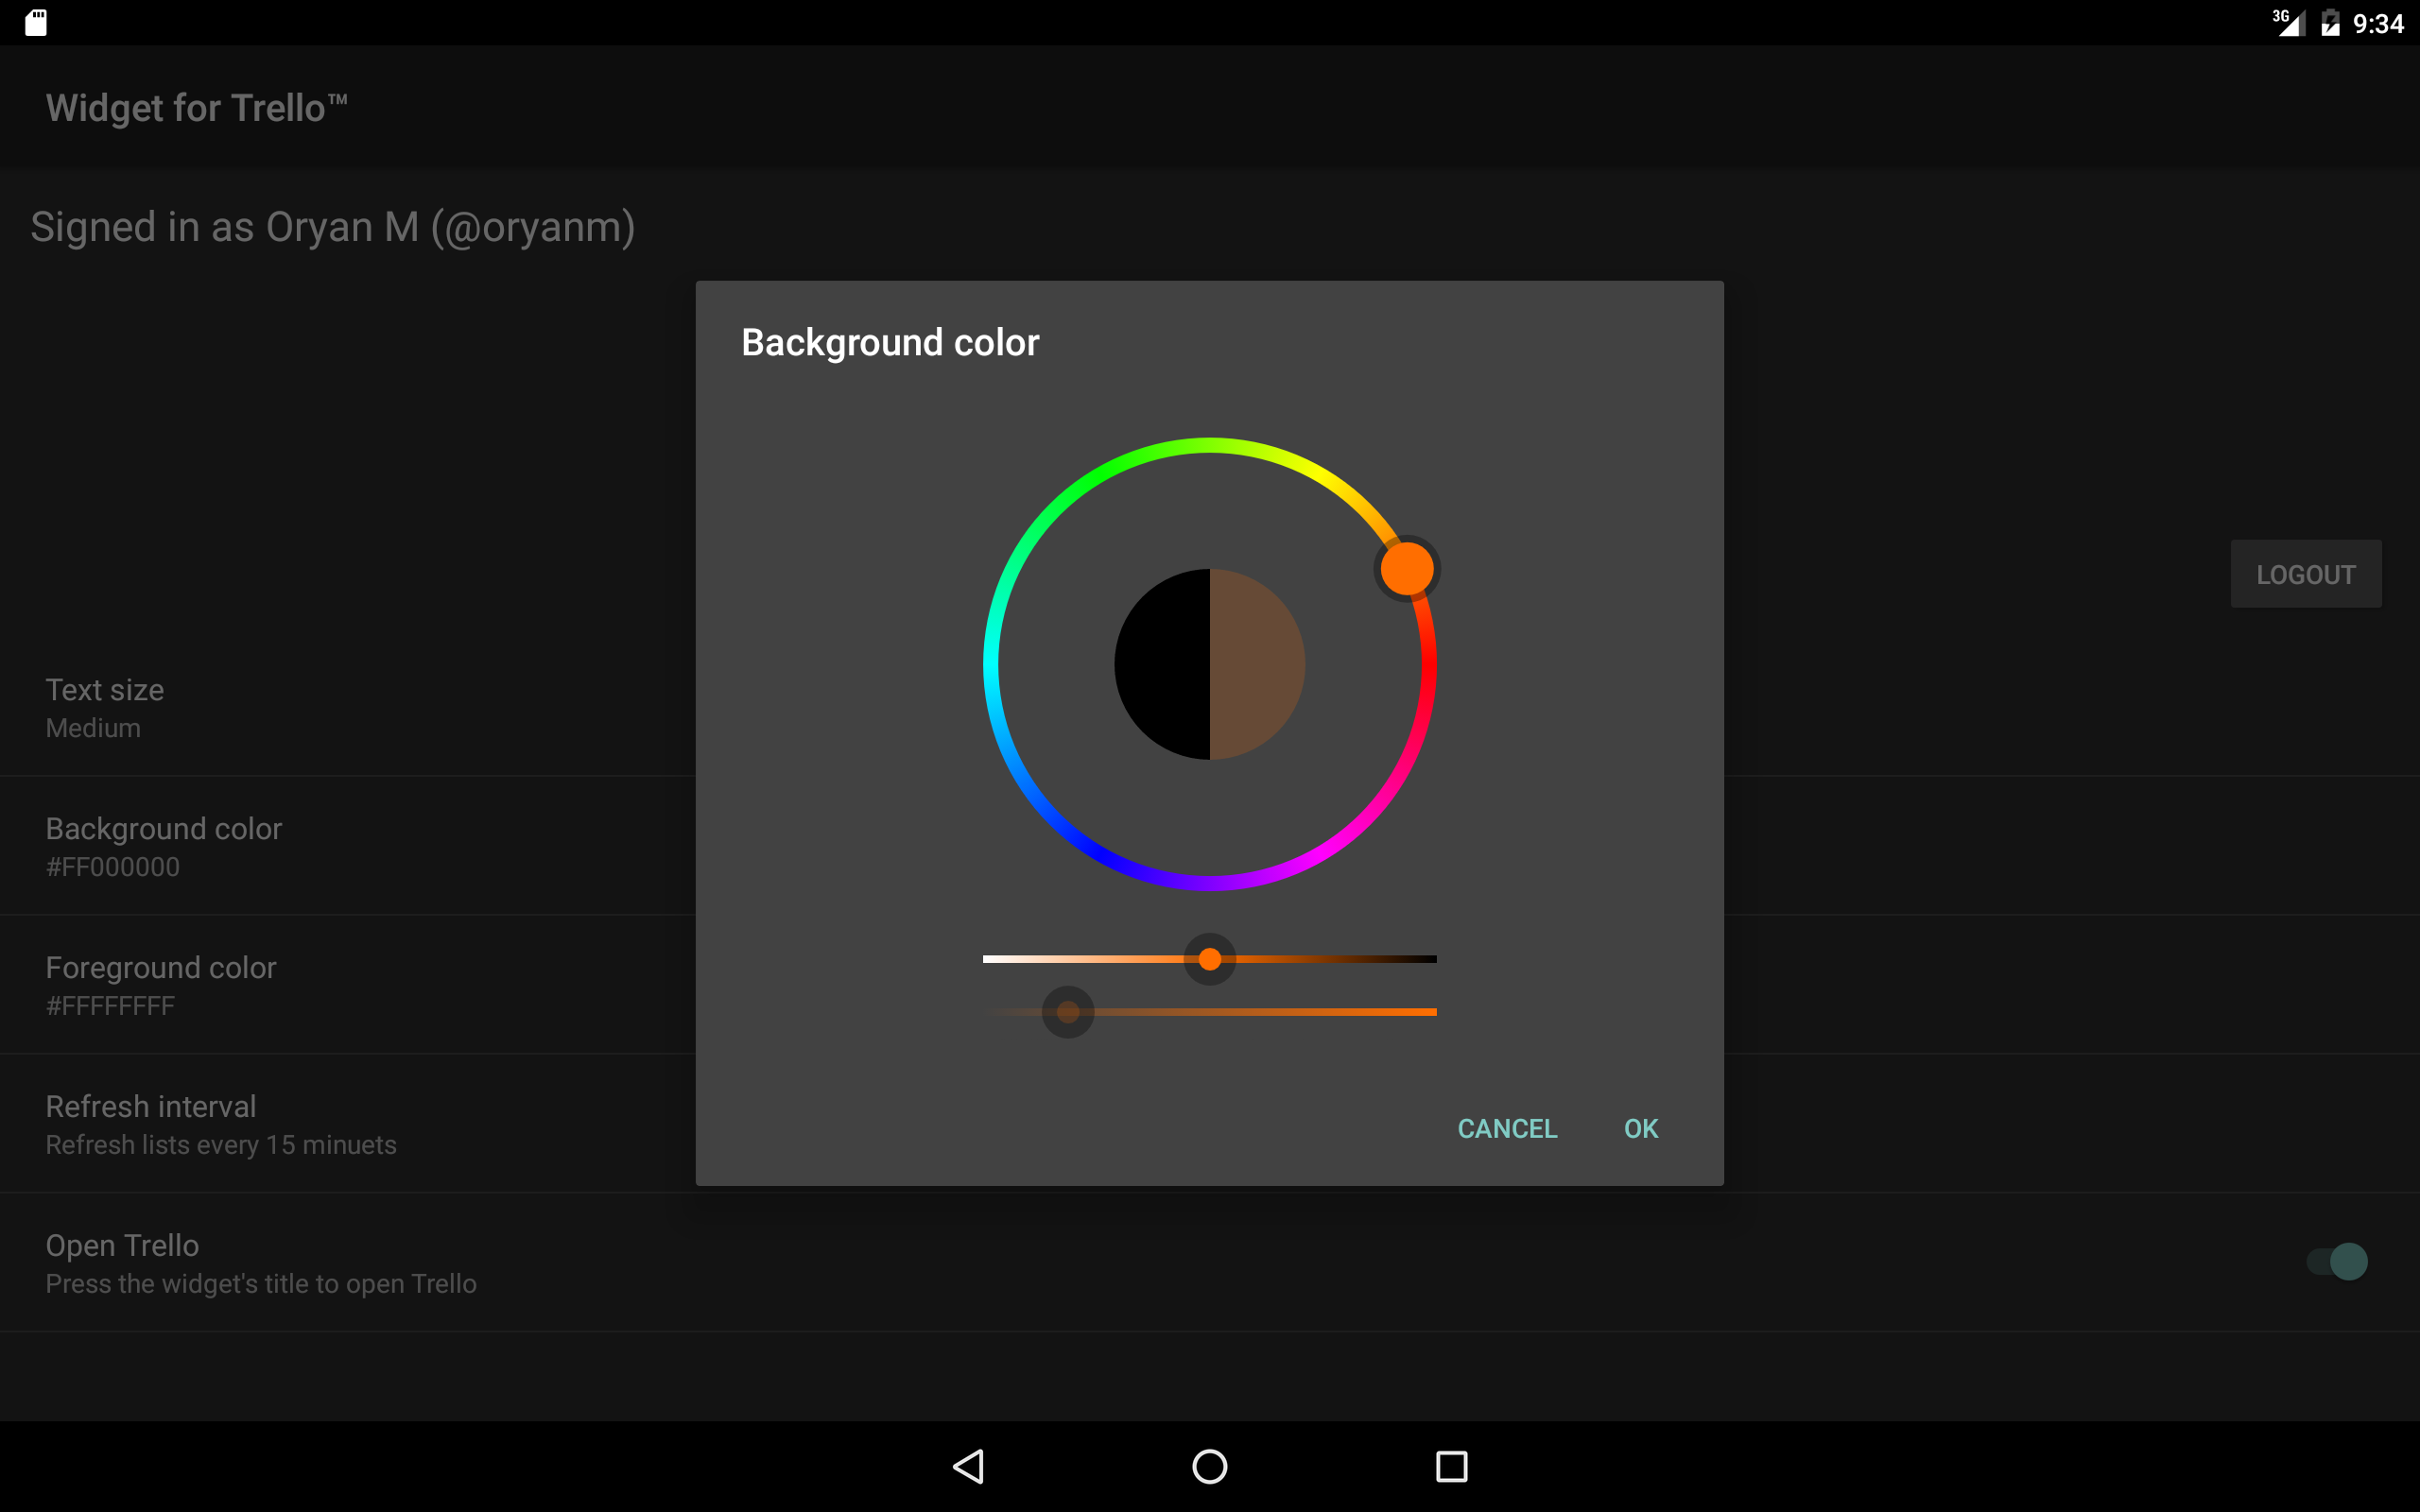 3G 9:34
Widget for Trello™
Signed in as Oryan M (@oryanm)
Background color
LOGOUT
Text size
Medium
Background color
#FF000000
Foreground color
#FFFFFFFF
Refresh interval
Refresh lists every 15 minuets
CANCEL OK
Open Trello
Press the widget's title to open Trello